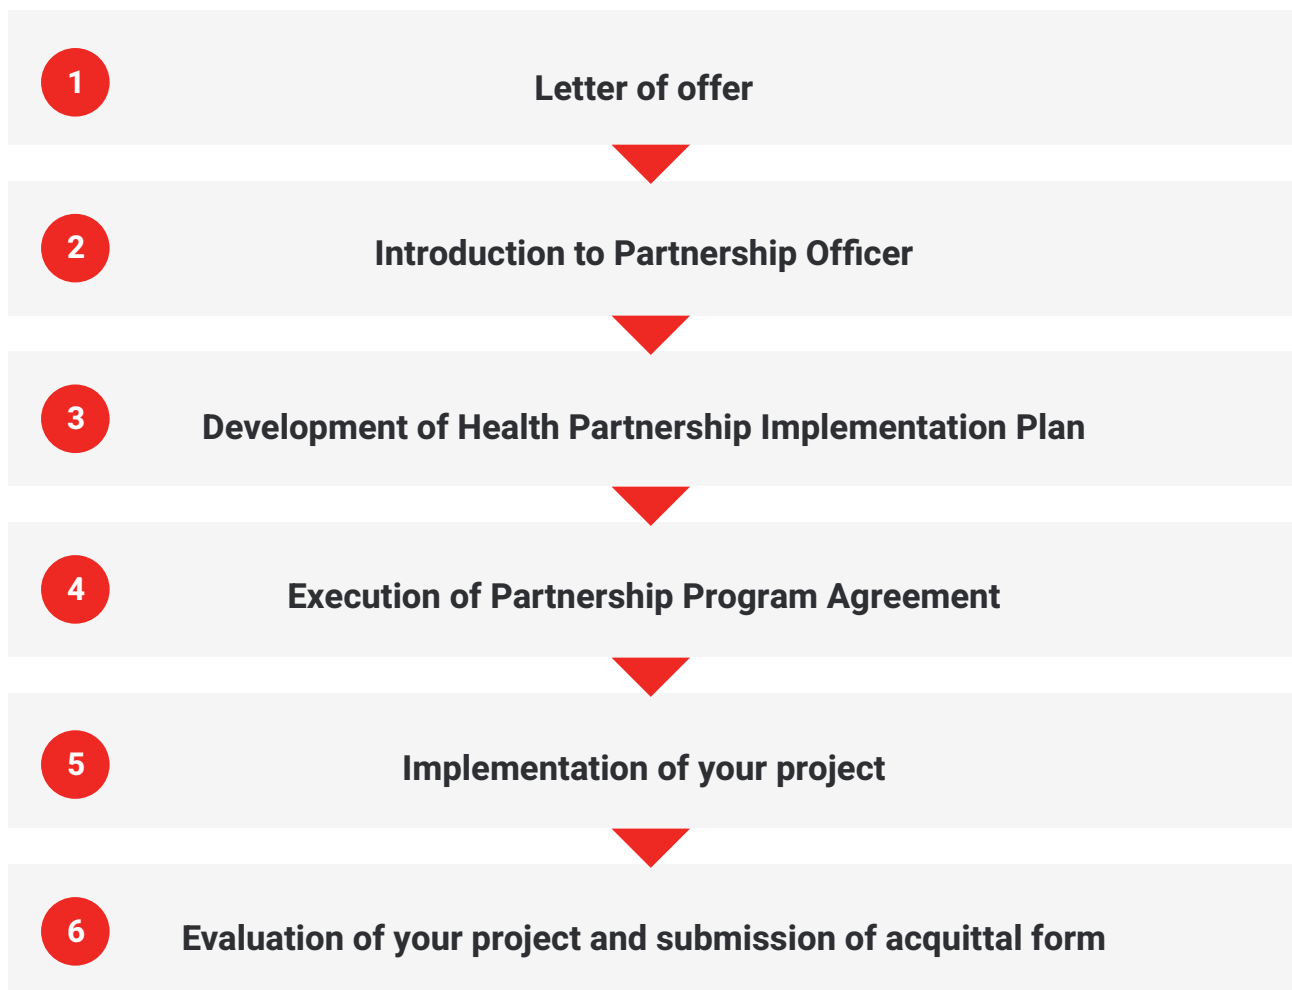 1
Letter of offer
2
Introduction to Partnership Officer
3
Development of Health Partnership Implementation Plan
4
Execution of Partnership Program Agreement
5
Implementation of your project
6
Evaluation of your project and submission of acquittal form